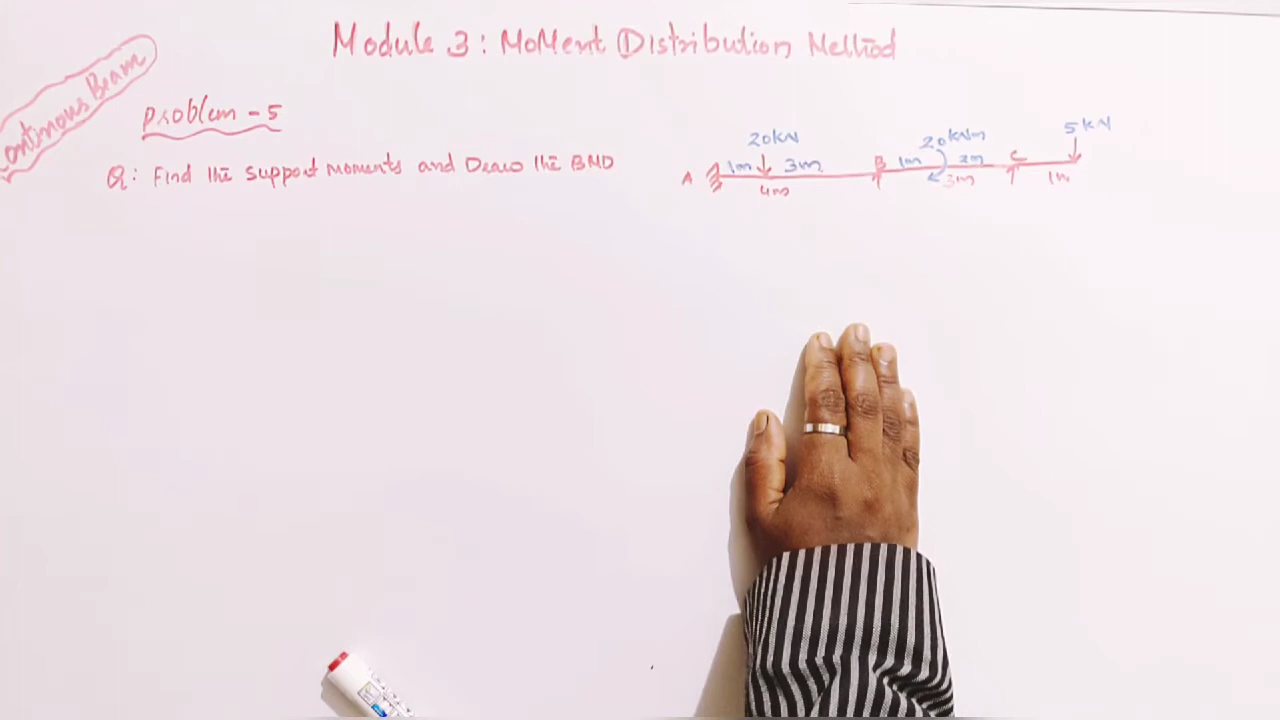 Module 3: Moment Distribution Method
ontinuous Beam
Problem - 5
Q: Find the support moments and Draw the BMD
20kN
20kNm
5kN
A
1m
3m
B
1m
2m
C
4m
3m
1m